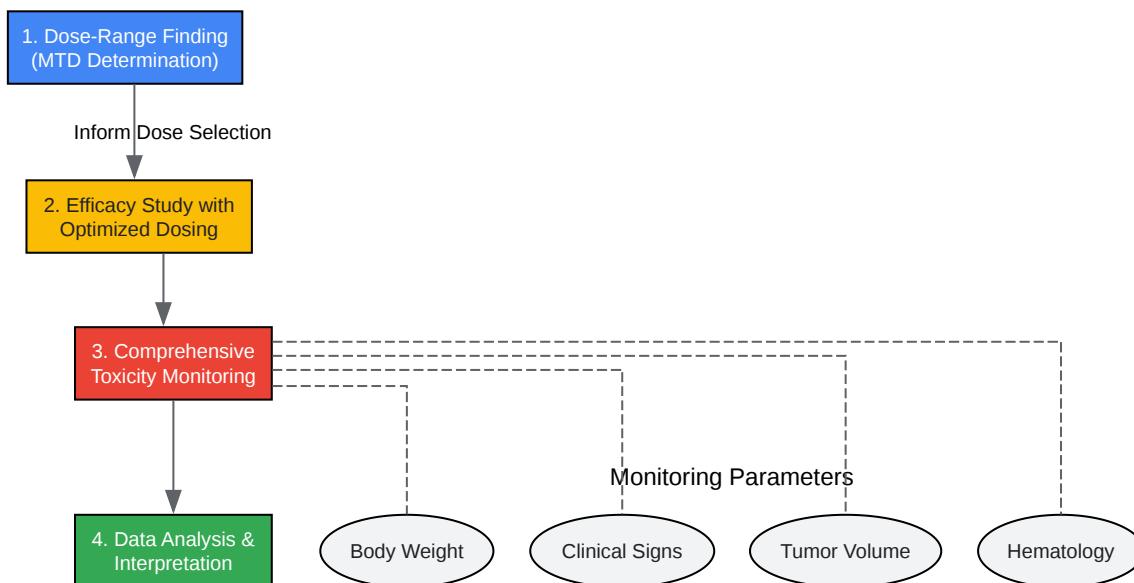 1. Dose-Range Finding
(MTD Determination)
Inform Dose Selection
2. Efficacy Study with
Optimized Dosing
3. Comprehensive
Toxicity Monitoring
Monitoring Parameters
4. Data Analysis &
Interpretation
Body Weight
Clinical Signs
Tumor Volume
Hematology